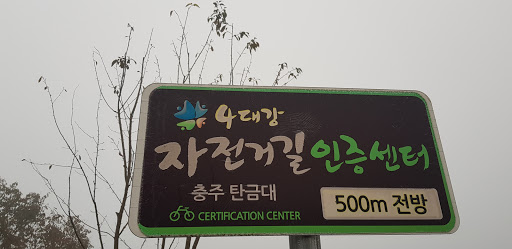 4대강
자전거길 인증센터
충주 탄금대
CERTIFICATION CENTER
500m 전방